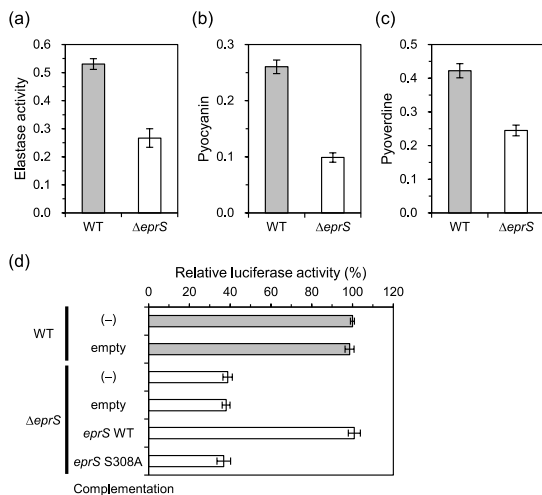 (a)
Elastase activity
0.6
0.5
0.4
0.3
0.2
0.1
0.0
WT
ΔeprS
(b)
Pyocyanin
0.3
0.2
0.1
0.0
WT
ΔeprS
(c)
Pyoverdine
0.5
0.4
0.3
0.2
0.1
0.0
WT
ΔeprS
(d)
Relative luciferase activity (%)
0 20 40 60 80 100 120
WT
(–)
empty
ΔeprS
(–)
empty
eprS WT
eprS S308A
Complementation